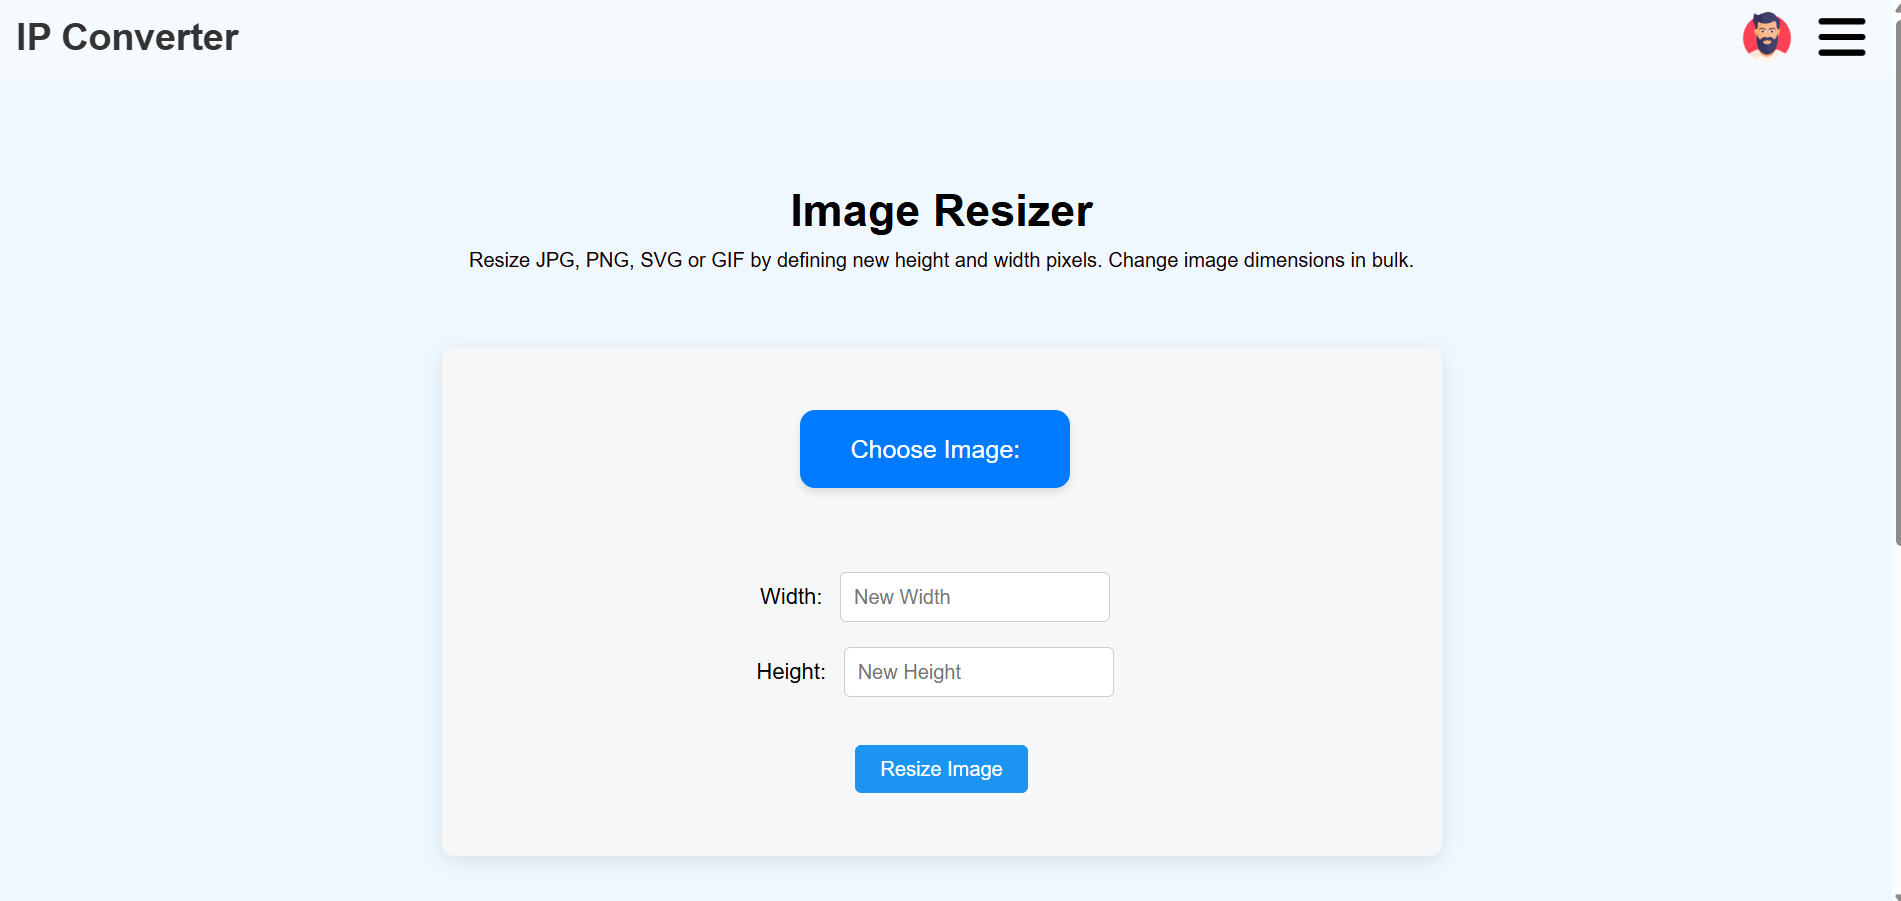 IP Converter
Image Resizer
Resize JPG, PNG, SVG or GIF by defining new height and width pixels. Change image dimensions in bulk.
Choose Image:
Width: New Width
Height: New Height
Resize Image